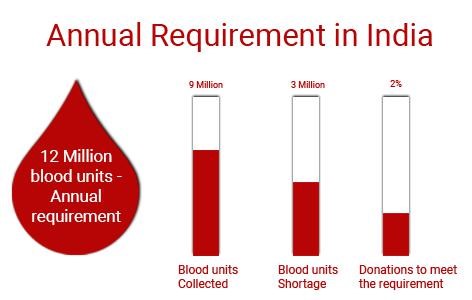 Annual Requirement in India
12 Million
blood units -
Annual
requirement
9 Million
Blood units
Collected
3 Million
Blood units
Shortage
2%
Donations to meet
the requirement